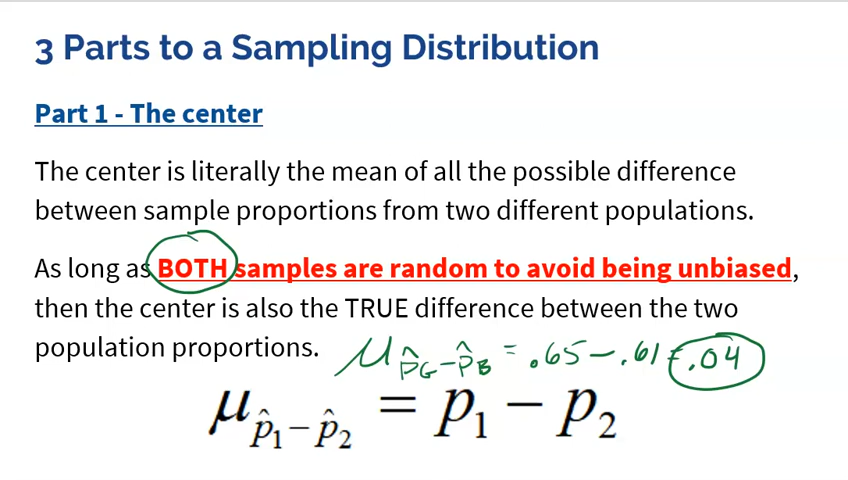 3 Parts to a Sampling Distribution
Part 1 - The center
The center is literally the mean of all the possible difference
between sample proportions from two different populations.
As long as BOTH samples are random to avoid being unbiased,
then the center is also the TRUE difference between the two
population proportions. μ p̂G−p̂B = .65 − .61 = .04
μ p̂1−p̂2 = p1 − p2